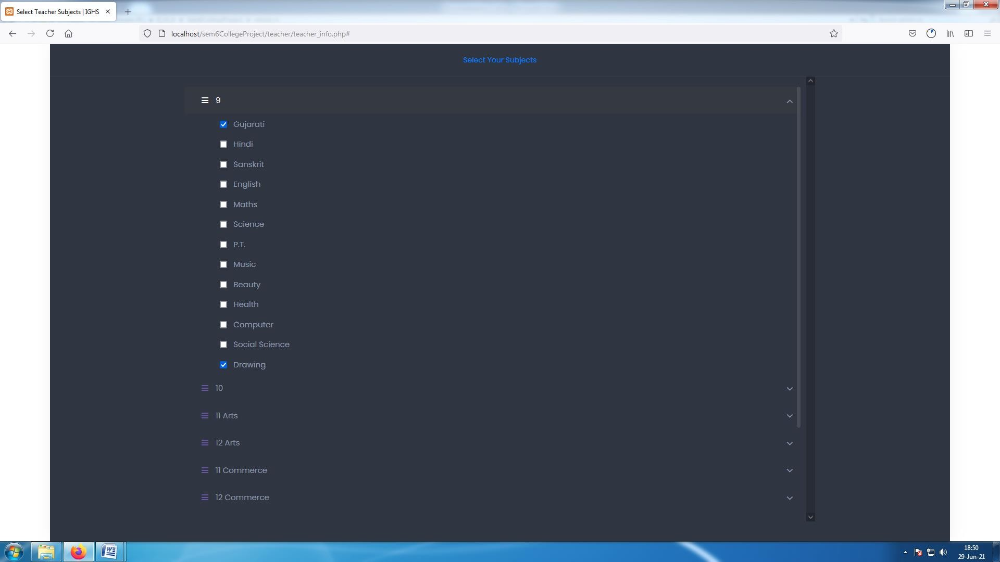 Select Teacher Subjects | IGHS
localhost/sem6CollegeProject/teacher/teacher_info.php#
Select Your Subjects
9
Gujarati
Hindi
Sanskrit
English
Maths
Science
P.T.
Music
Beauty
Health
Computer
Social Science
Drawing
10
11 Arts
12 Arts
11 Commerce
12 Commerce
18:50
29-Jun-21